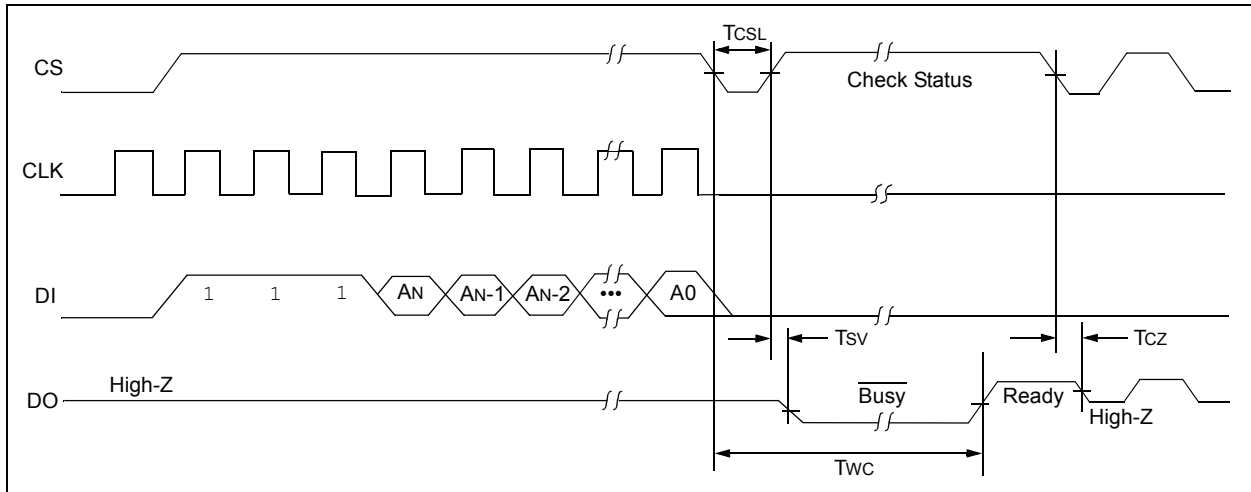 TCSL
CS
Check Status
CLK
DI
1 1 1 AN AN-1 AN-2 ••• A0
TSV
TCZ
High-Z
DO
Busy
Ready
High-Z
TWC